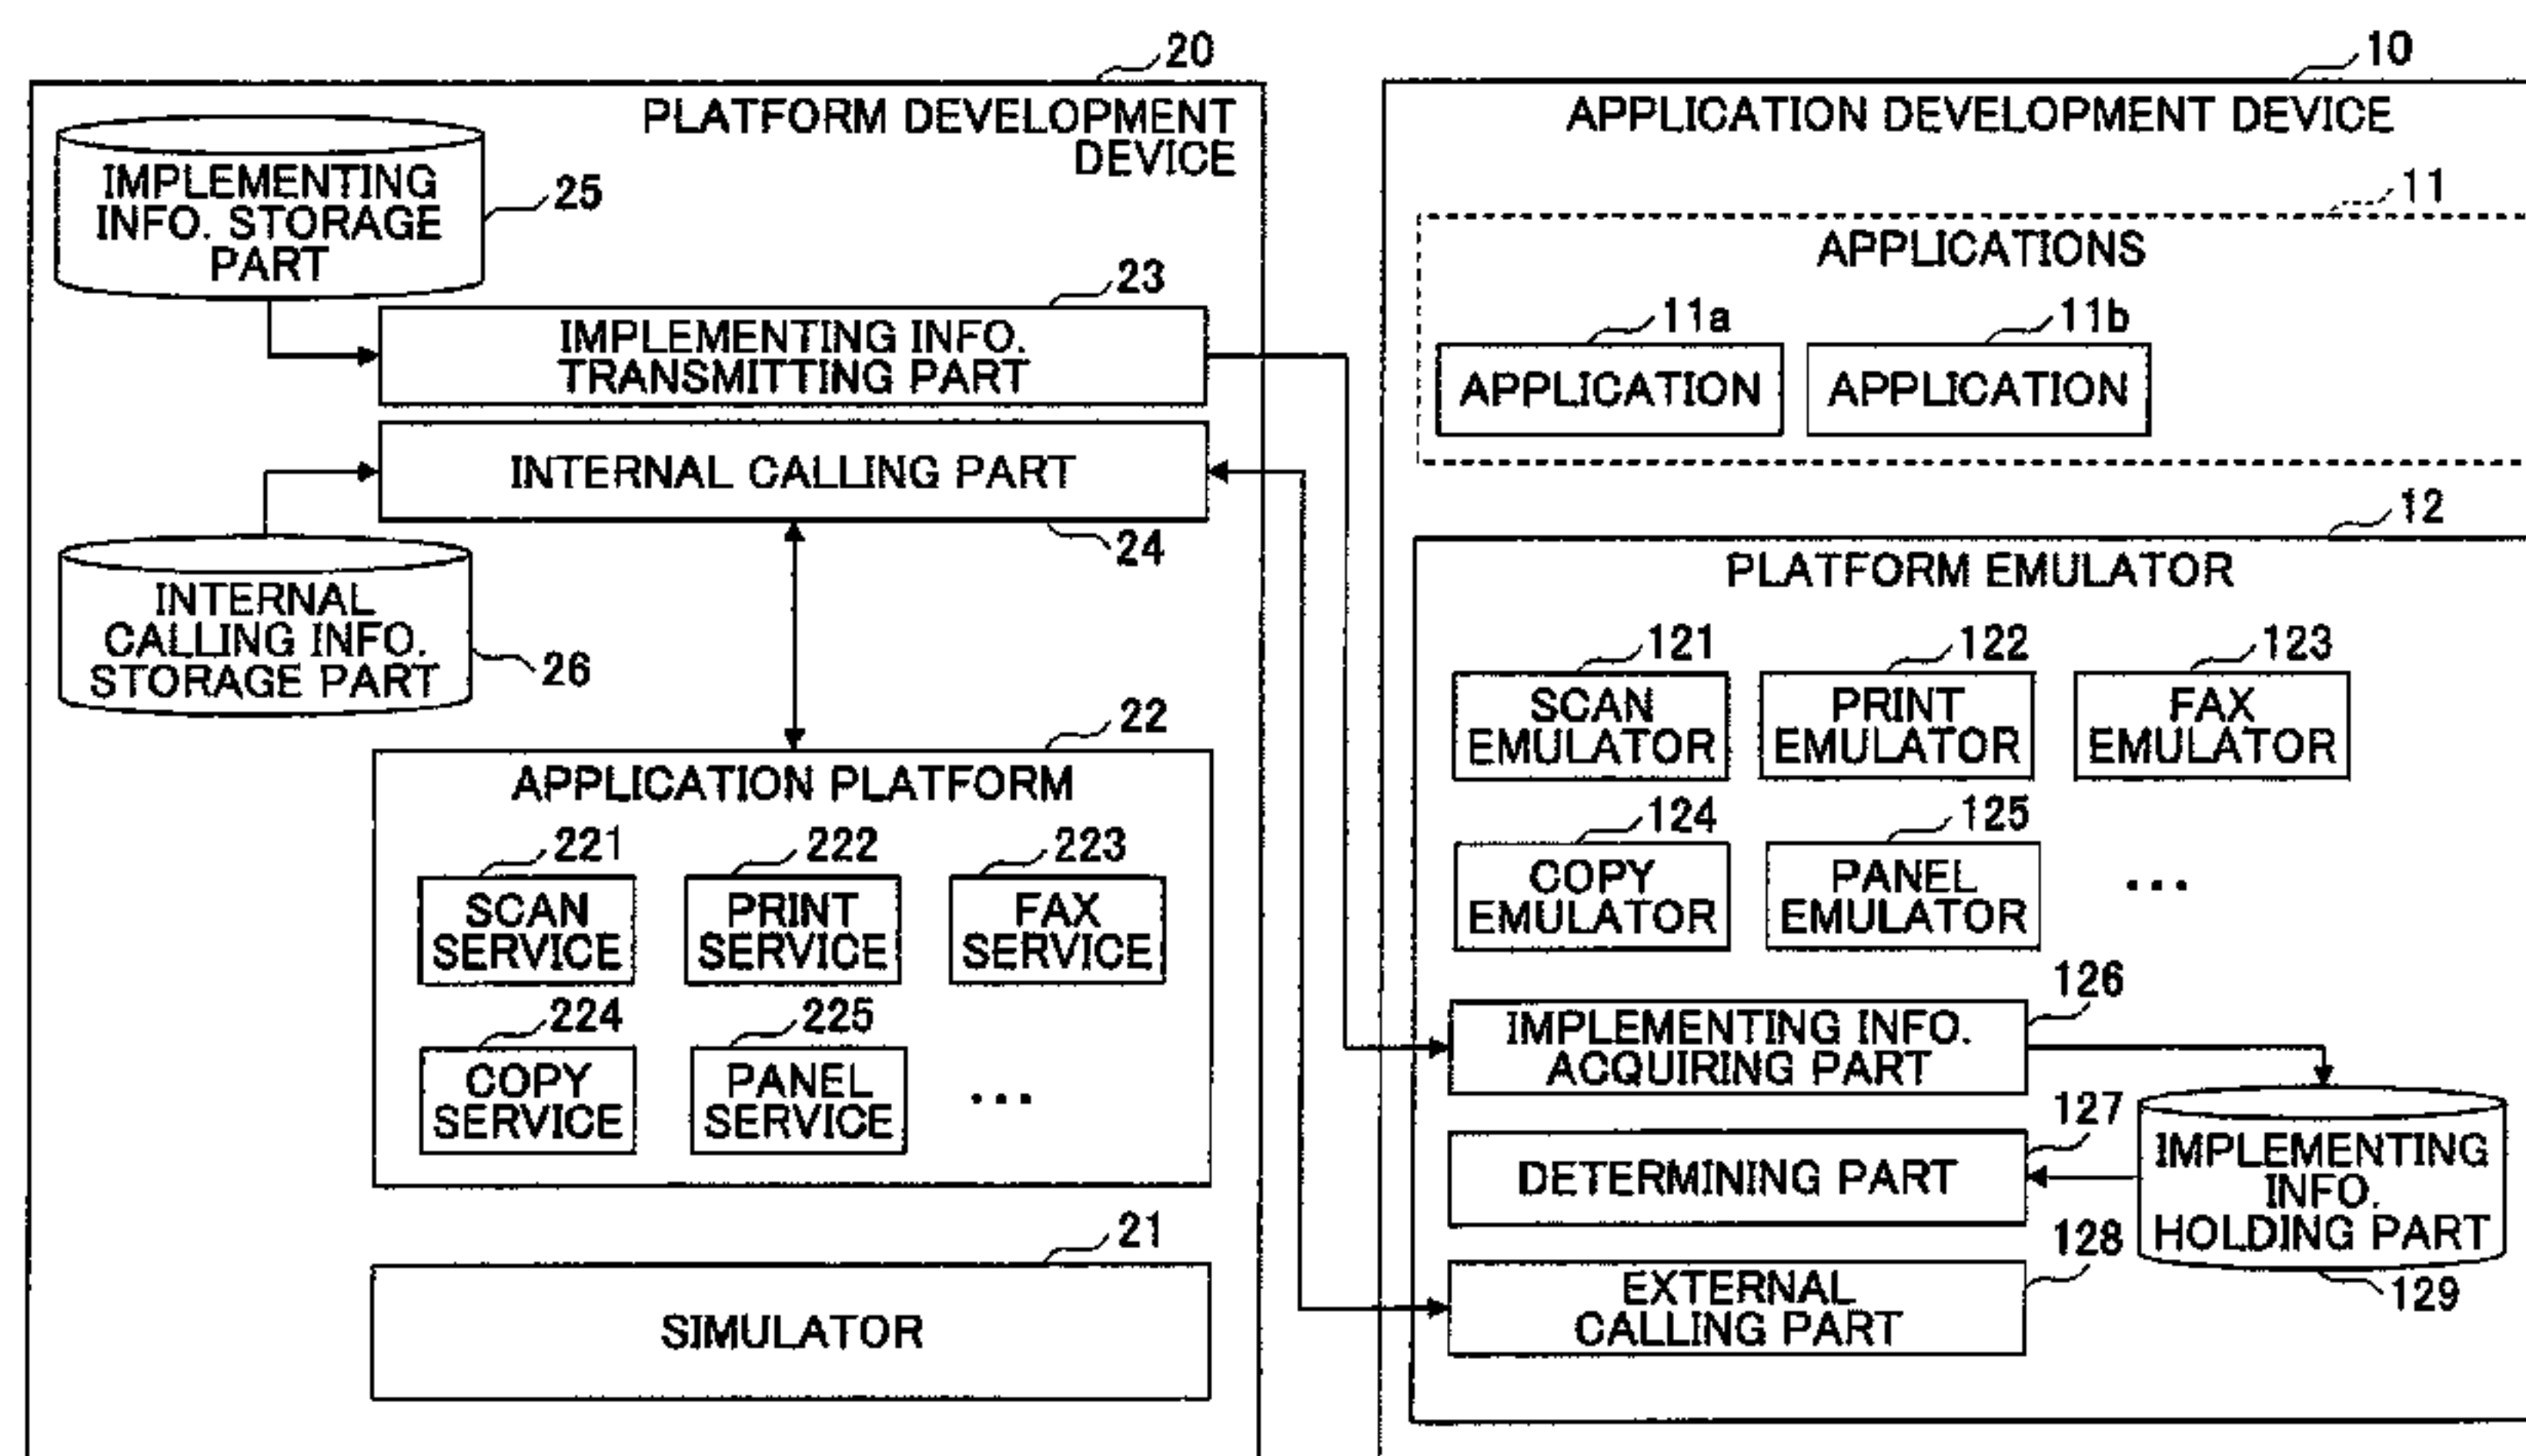 20
PLATFORM DEVELOPMENT
DEVICE
IMPLEMENTING
INFO. STORAGE
PART
25
23
IMPLEMENTING INFO.
TRANSMITTING PART
INTERNAL CALLING PART
24
INTERNAL
CALLING INFO.
STORAGE PART
26
22
APPLICATION PLATFORM
221
SCAN
SERVICE
222
PRINT
SERVICE
223
FAX
SERVICE
224
COPY
SERVICE
225
PANEL
SERVICE
...
21
SIMULATOR
10
APPLICATION DEVELOPMENT DEVICE
11
APPLICATIONS
11a
APPLICATION
11b
APPLICATION
12
PLATFORM EMULATOR
121
SCAN
EMULATOR
122
PRINT
EMULATOR
123
FAX
EMULATOR
124
COPY
EMULATOR
125
PANEL
EMULATOR
...
126
IMPLEMENTING INFO.
ACQUIRING PART
127
DETERMINING PART
128
EXTERNAL
CALLING PART
IMPLEMENTING
INFO.
HOLDING PART
129